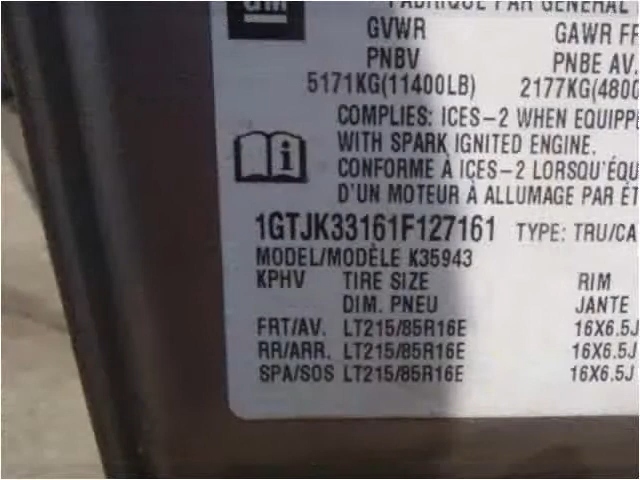 GM FABRIQUÉ PAR GENERAL
GVWR GAWR FR
PNBV PNBE AV.
5171KG(11400LB) 2177KG(4800
COMPLIES: ICES-2 WHEN EQUIPP
WITH SPARK IGNITED ENGINE.
CONFORME À ICES-2 LORSQU'ÉQU
D'UN MOTEUR À ALLUMAGE PAR ÉT
1GTJK33161F127161 TYPE: TRU/CA
MODEL/MODÈLE K35943
KPHV TIRE SIZE RIM
DIM. PNEU JANTE
FRT/AV. LT215/85R16E 16X6.5J
RR/ARR. LT215/85R16E 16X6.5J
SPA/SOS LT215/85R16E 16X6.5J